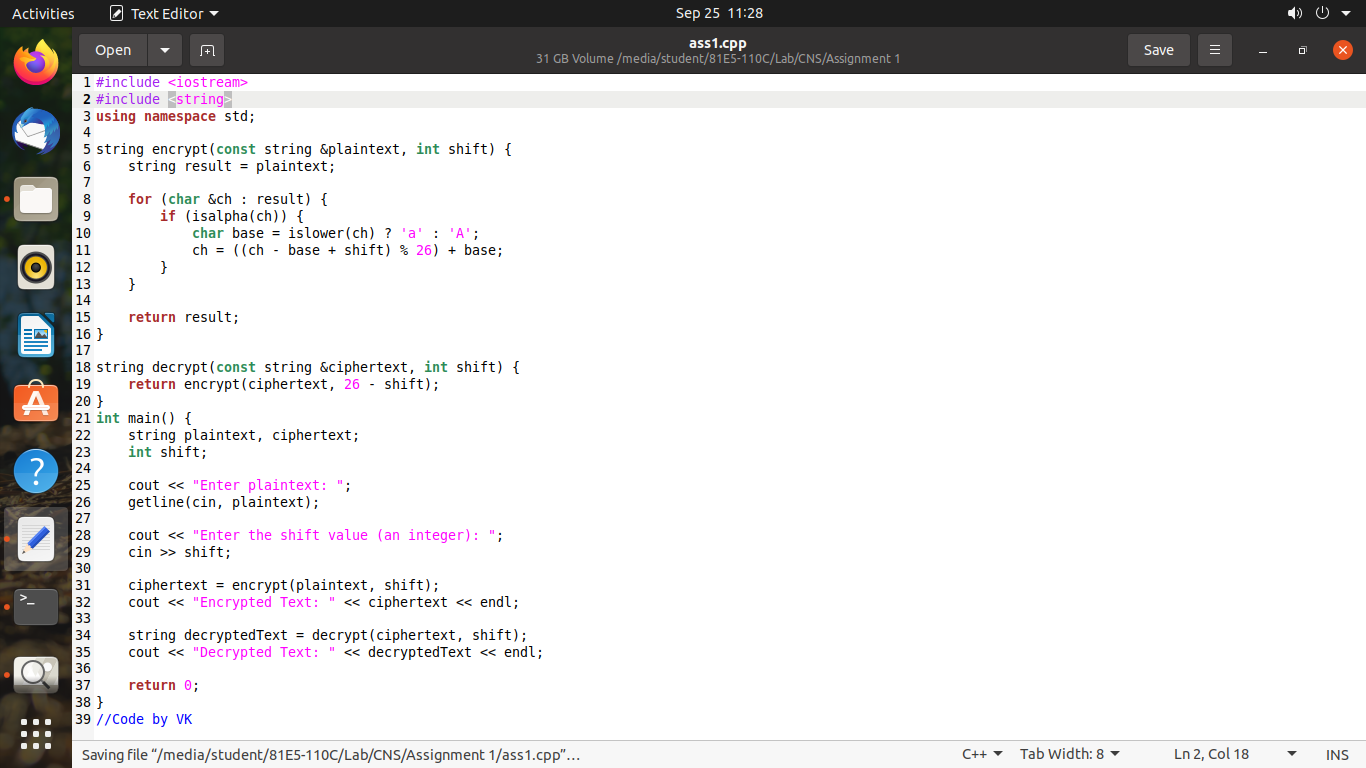 Activities Text Editor Sep 25 11:28
Open ass1.cpp Save
31 GB Volume /media/student/81E5-110C/Lab/CNS/Assignment 1
1 #include <iostream>
2 #include <string>
3 using namespace std;
4
5 string encrypt(const string &plaintext, int shift) {
6     string result = plaintext;
7
8     for (char &ch : result) {
9         if (isalpha(ch)) {
10             char base = islower(ch) ? 'a' : 'A';
11             ch = ((ch - base + shift) % 26) + base;
12         }
13     }
14
15     return result;
16 }
17
18 string decrypt(const string &ciphertext, int shift) {
19     return encrypt(ciphertext, 26 - shift);
20 }
21 int main() {
22     string plaintext, ciphertext;
23     int shift;
24
25     cout << "Enter plaintext: ";
26     getline(cin, plaintext);
27
28     cout << "Enter the shift value (an integer): ";
29     cin >> shift;
30
31     ciphertext = encrypt(plaintext, shift);
32     cout << "Encrypted Text: " << ciphertext << endl;
33
34     string decryptedText = decrypt(ciphertext, shift);
35     cout << "Decrypted Text: " << decryptedText << endl;
36
37     return 0;
38 }
39 //Code by VK
Saving file “/media/student/81E5-110C/Lab/CNS/Assignment 1/ass1.cpp”… C++ Tab Width: 8 Ln 2, Col 18 INS